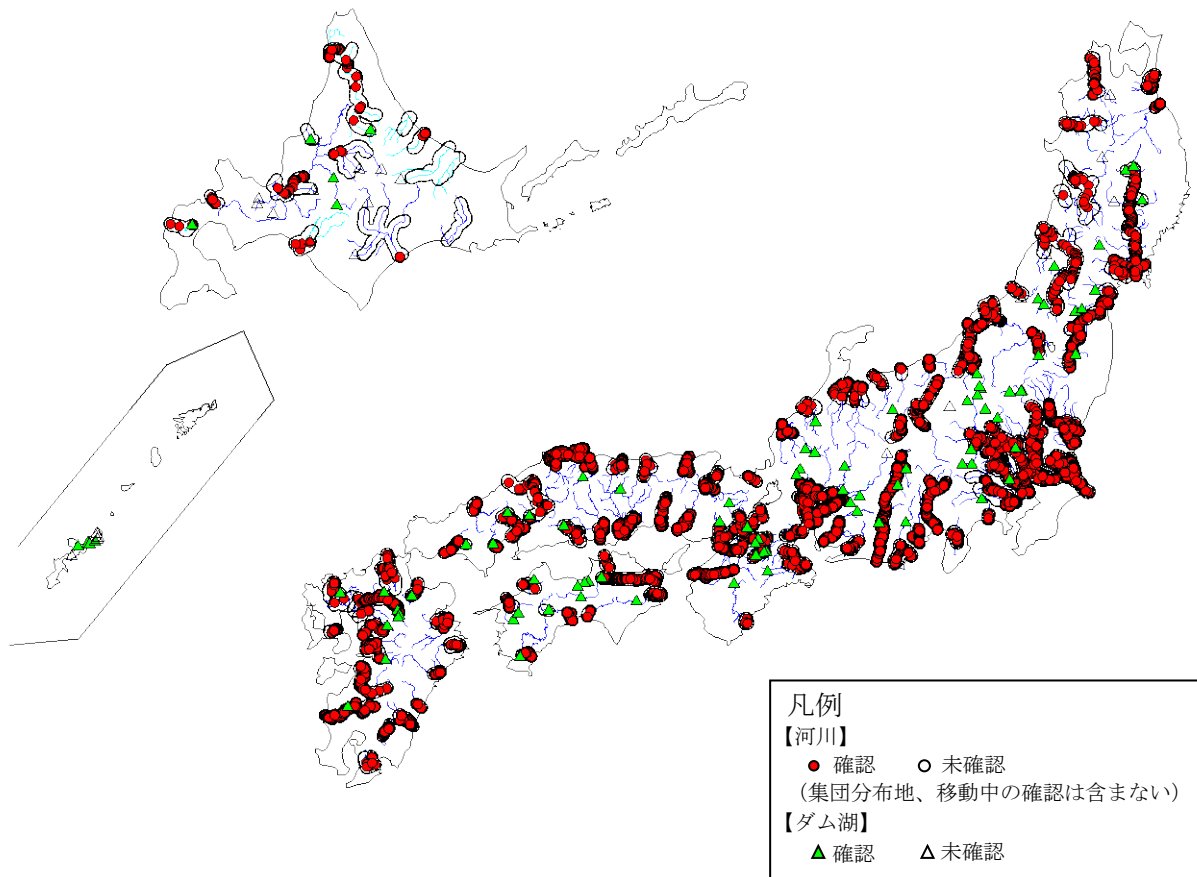 凡例
【河川】
確認 未確認
（集団分布地、移動中の確認は含まない）
【ダム湖】
確認 未確認